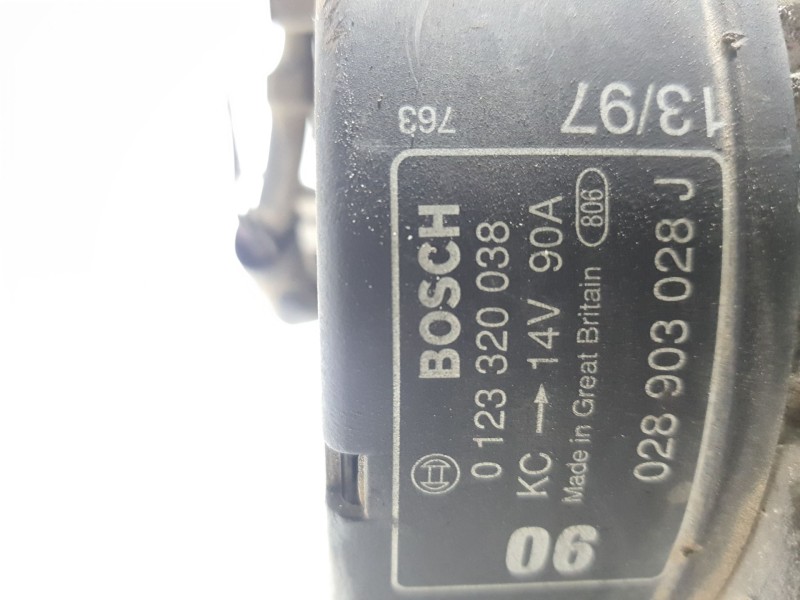 BOSCH
0 123 320 038
KC → 14V 90A
Made in Great Britain 806
028 903 028 J
90
763
13/97